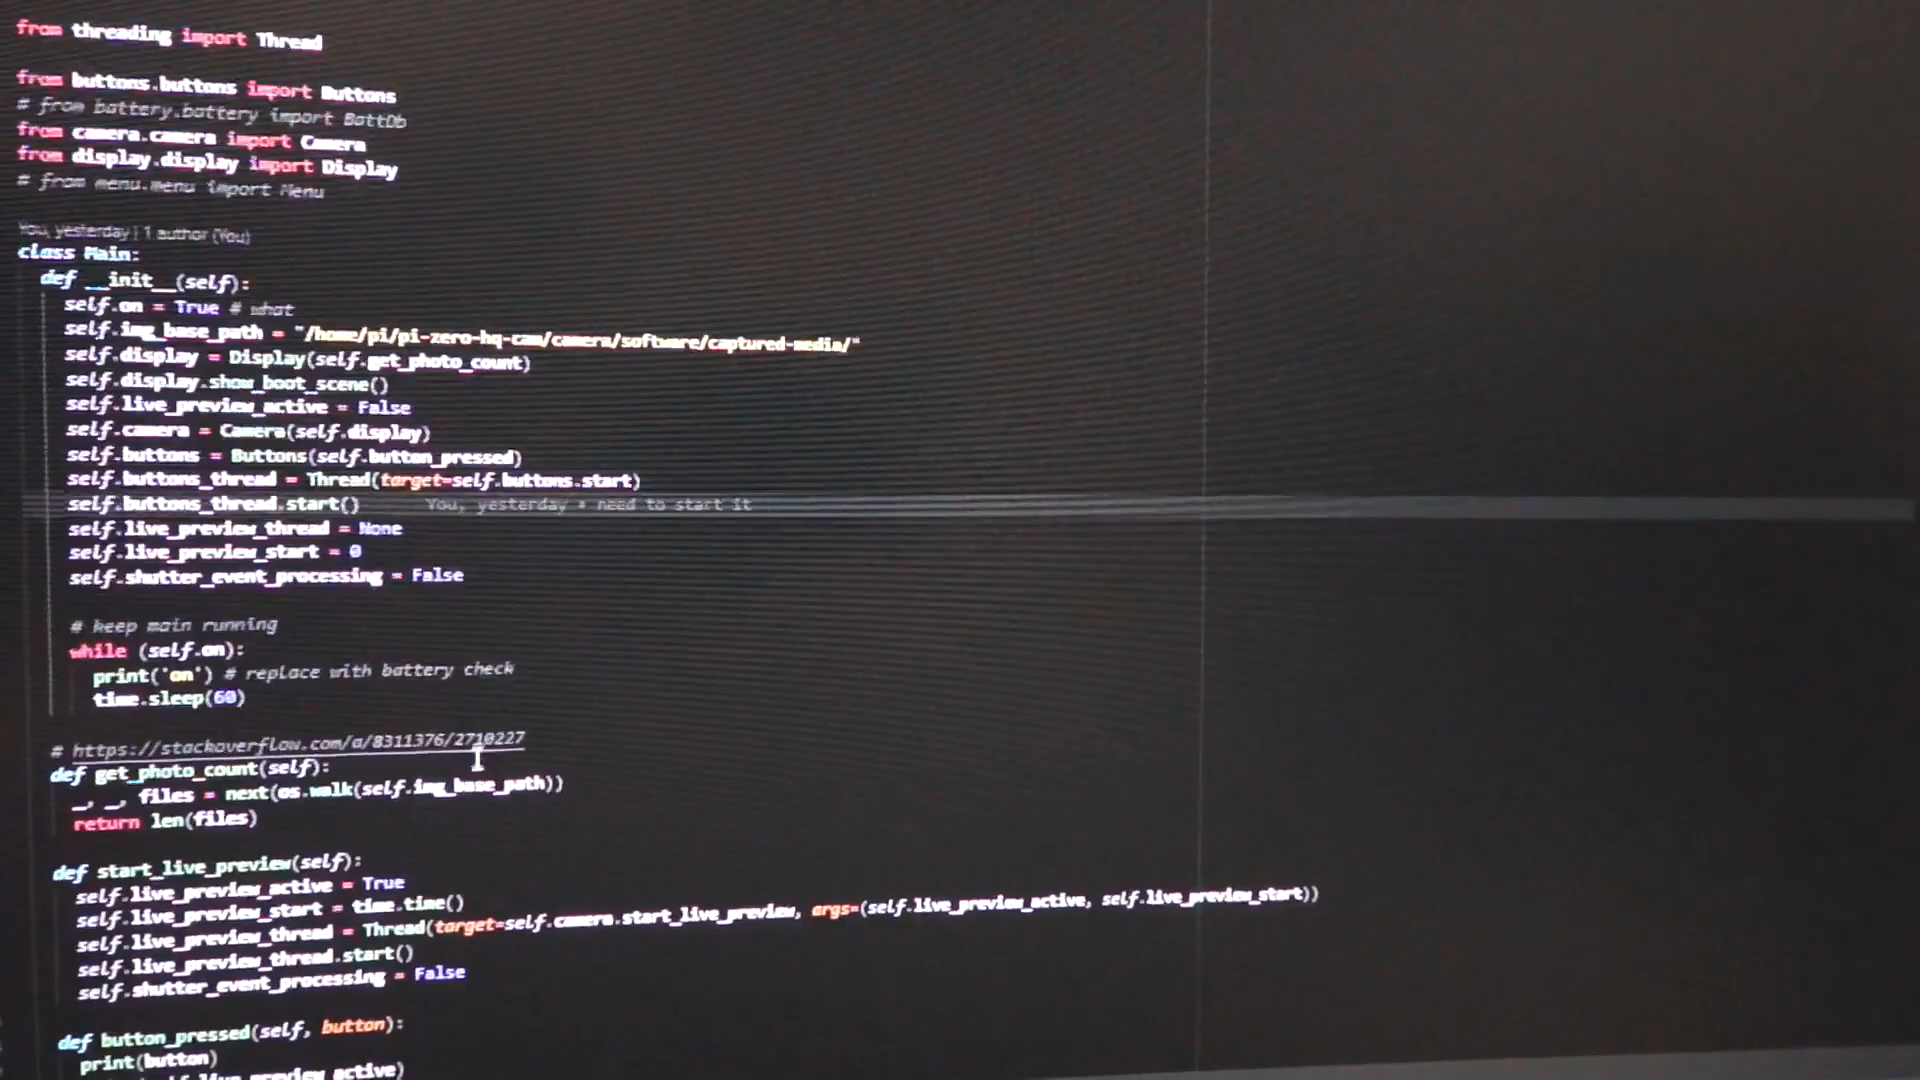 from threading import Thread
from buttons.buttons import Buttons
# from battery.battery import BattDb
from camera.camera import Camera
from display.display import Display
# from menu.menu import Menu
You, yesterday | 1 author (You)
class Main:
def __init__(self):
self.on = True # what
self.img_base_path = "/home/pi/pi-zero-hq-cam/camera/software/captured-media/"
self.display = Display(self.get_photo_count)
self.display.show_boot_scene()
self.live_preview_active = False
self.camera = Camera(self.display)
self.buttons = Buttons(self.button_pressed)
self.buttons_thread = Thread(target=self.buttons.start)
self.buttons_thread.start() You, yesterday • need to start it
self.live_preview_thread = None
self.live_preview_start = 0
self.shutter_event_processing = False
# keep main running
while (self.on):
print('on') # replace with battery check
time.sleep(60)
# https://stackoverflow.com/a/8311376/2710227
def get_photo_count(self):
_, _, files = next(os.walk(self.img_base_path))
return len(files)
def start_live_preview(self):
self.live_preview_active = True
self.live_preview_start = time.time()
self.live_preview_thread = Thread(target=self.camera.start_live_preview, args=(self.live_preview_active, self.live_preview_start))
self.live_preview_thread.start()
self.shutter_event_processing = False
def button_pressed(self, button):
print(button)
live_preview_active)